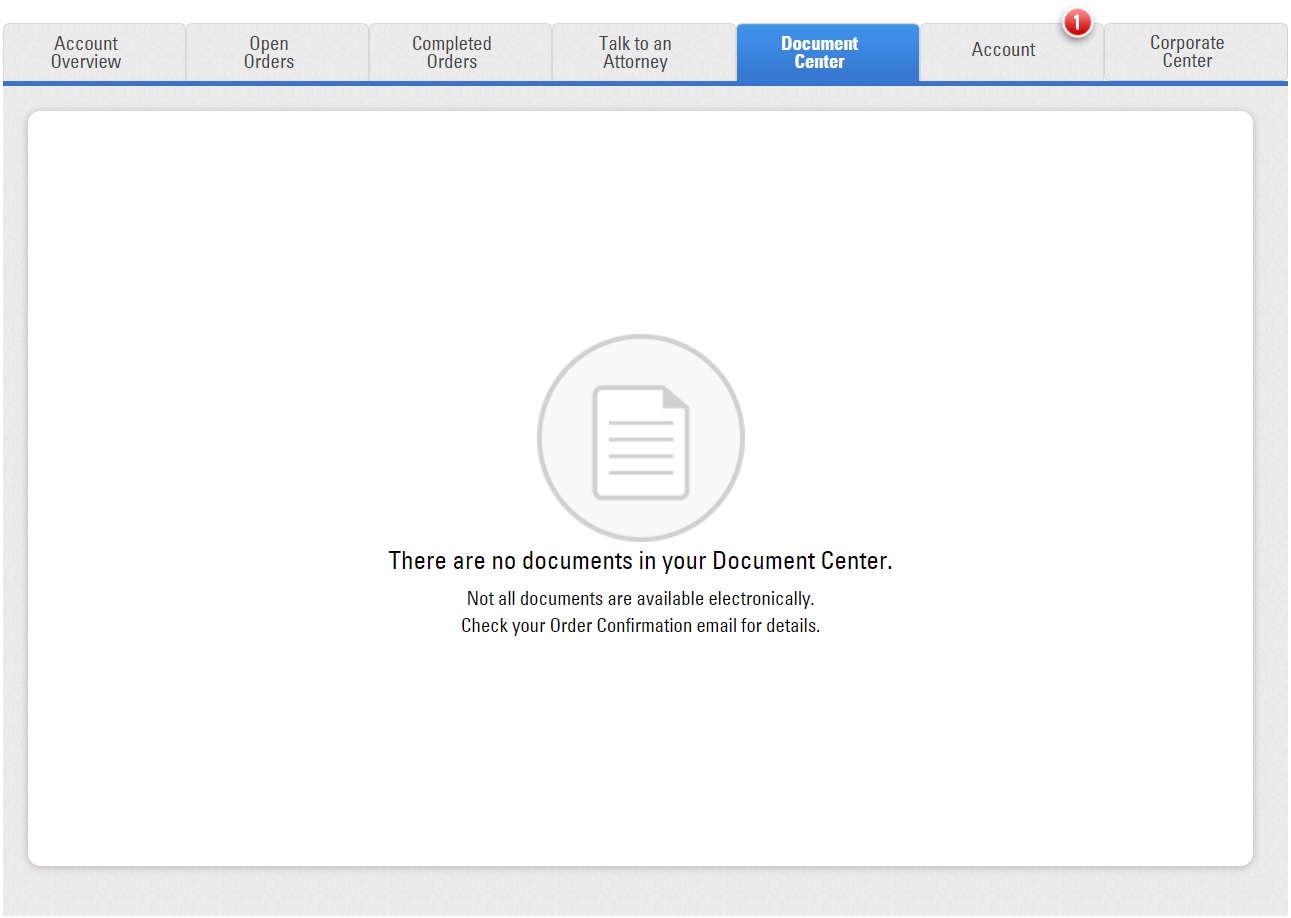 Account
Overview
Open
Orders
Completed
Orders
Talk to an
Attorney
Document
Center
Account
1
Corporate
Center
There are no documents in your Document Center.
Not all documents are available electronically.
Check your Order Confirmation email for details.